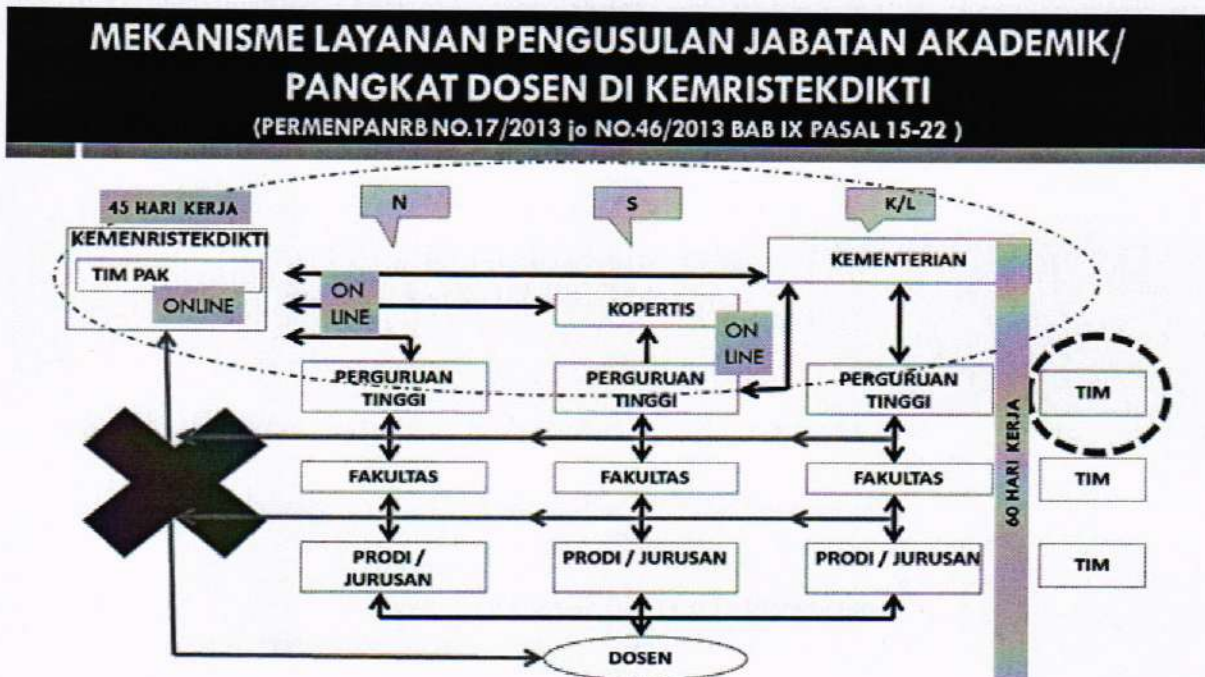 MEKANISME LAYANAN PENGUSULAN JABATAN AKADEMIK/
PANGKAT DOSEN DI KEMRISTEKDIKTI
(PERMENPANRB NO.17/2013 jo NO.46/2013 BAB IX PASAL 15-22 )
45 HARI KERJA
N
S
K/L
KEMENRISTEKDIKTI
TIM PAK
ONLINE
ON
LINE
KEMENTERIAN
KOPERTIS
ON
LINE
PERGURUAN
TINGGI
PERGURUAN
TINGGI
PERGURUAN
TINGGI
TIM
60 HARI KERJA
FAKULTAS
FAKULTAS
FAKULTAS
TIM
PRODI /
JURUSAN
PRODI / JURUSAN
PRODI / JURUSAN
TIM
DOSEN